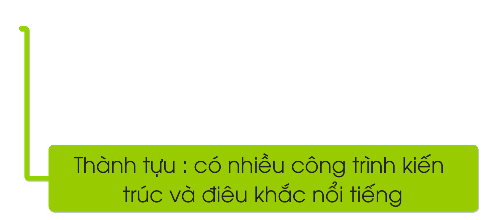 Thành tựu : có nhiều công trình kiến
trúc và điêu khắc nổi tiếng